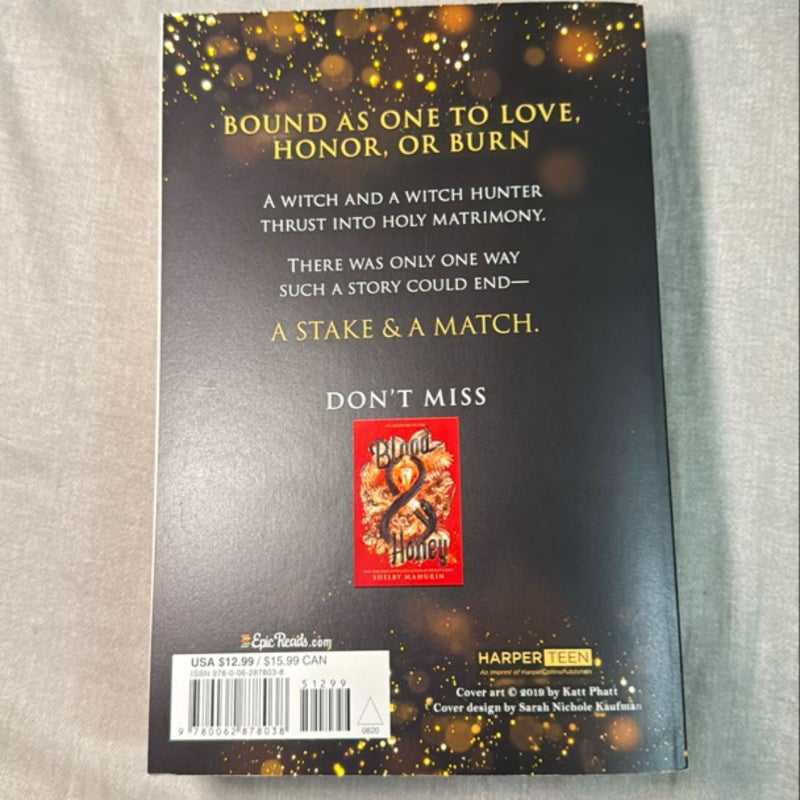 BOUND AS ONE TO LOVE,
HONOR, OR BURN
A WITCH AND A WITCH HUNTER
THRUST INTO HOLY MATRIMONY.
THERE WAS ONLY ONE WAY
SUCH A STORY COULD END—
A STAKE & A MATCH.
DON'T MISS
Blood
&
Honey
SHELBY MAHURIN
EpicReads.com
USA $12.99 / $15.99 CAN
ISBN 978-0-06-287803-8
51299
9 780062 878038
0820
HARPER TEEN
An Imprint of HarperCollinsPublishers
Cover art © 2019 by Katt Phatt
Cover design by Sarah Nichole Kaufman